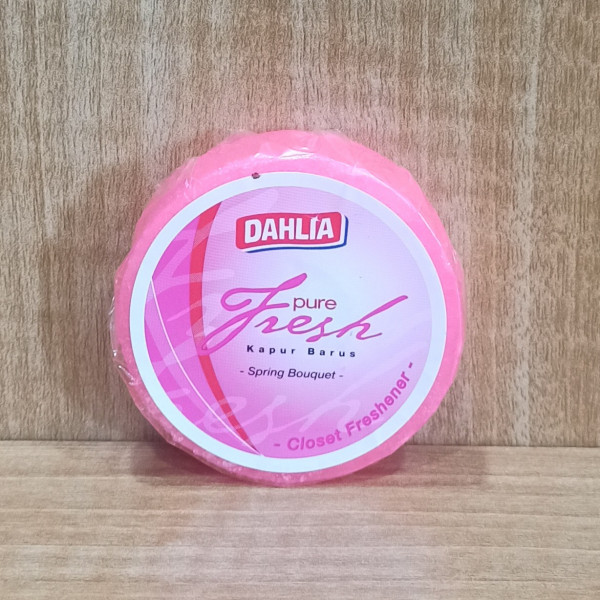 DAHLIA
pure
Fresh
Kapur Barus
- Spring Bouquet -
- Closet Freshener -